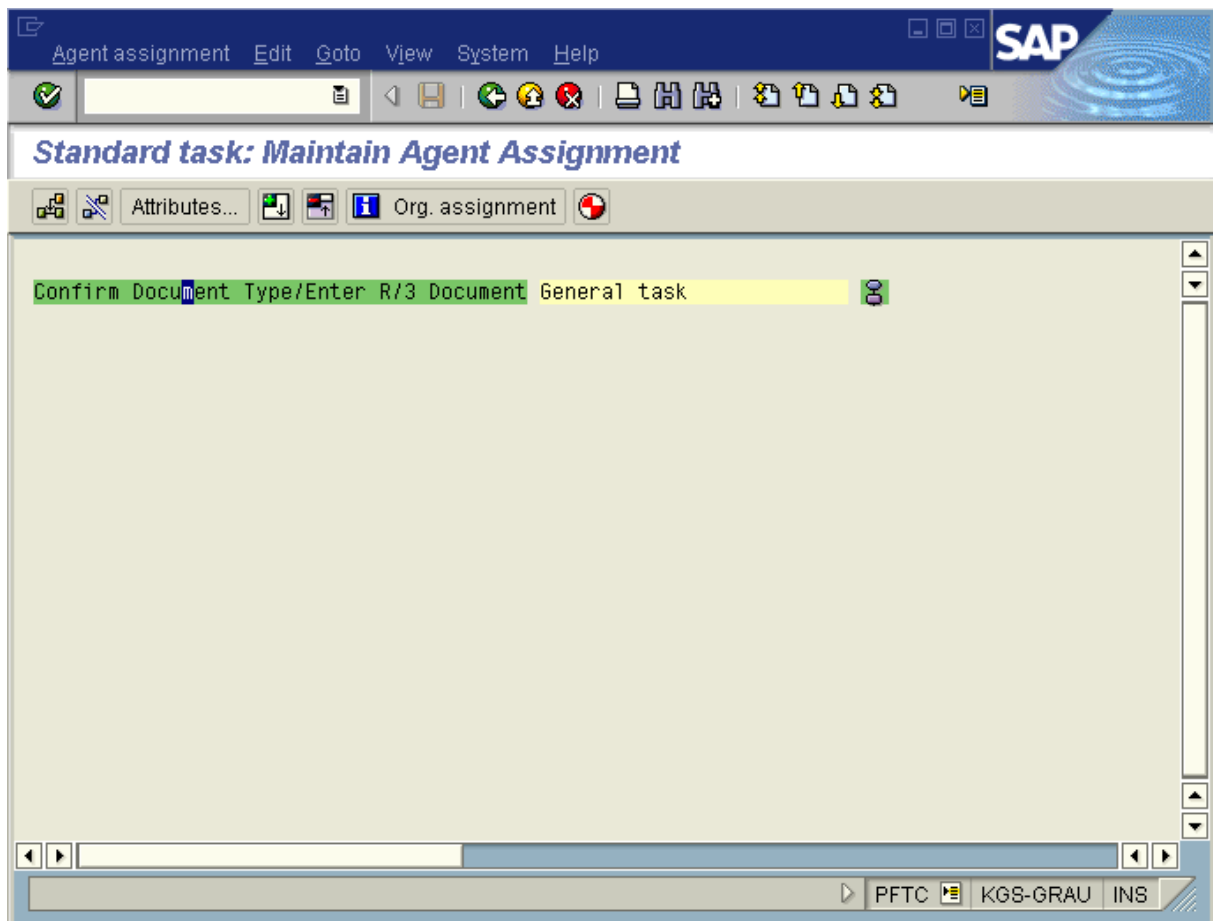 Agent assignment Edit Goto View System Help
SAP
Standard task: Maintain Agent Assignment
Attributes... Org. assignment
Confirm Document Type/Enter R/3 Document General task
PFTC KGS-GRAU INS